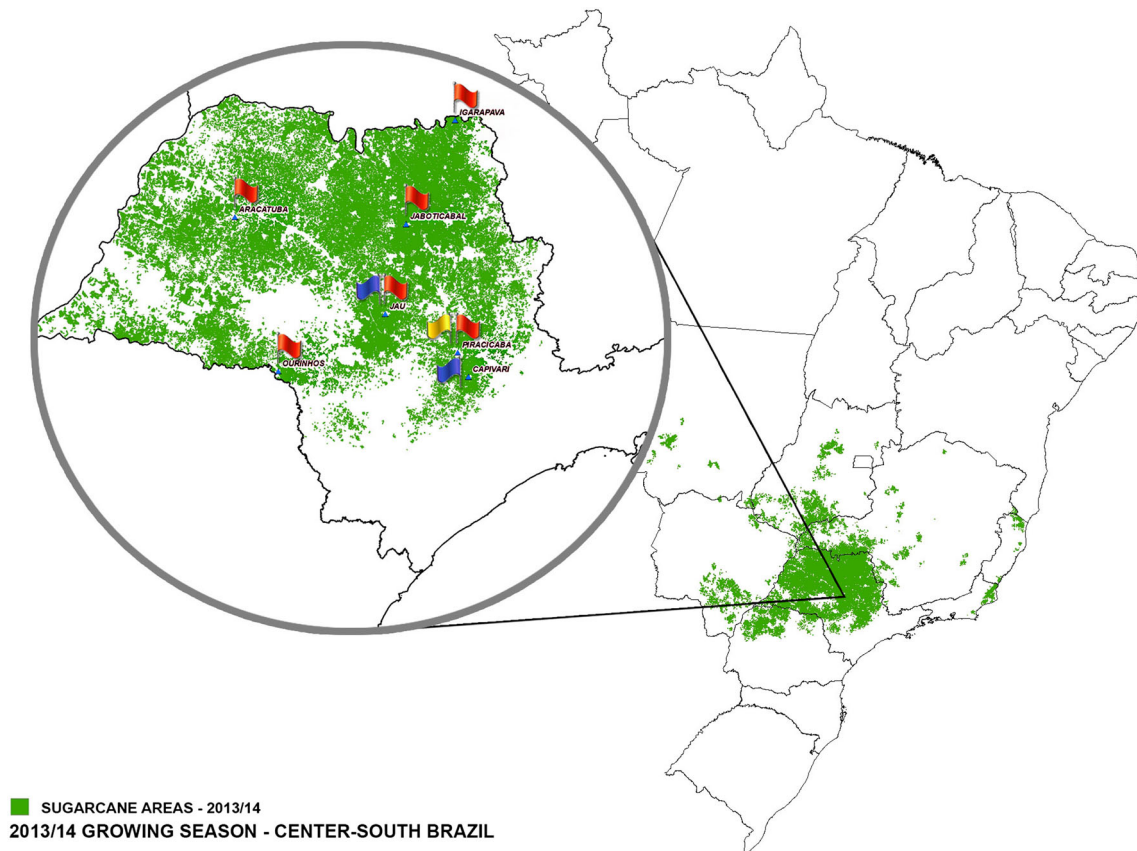 IGARAPAVA
ARACATUBA
JABOTICABAL
JAU
PIRACICABA
OURINHOS
CAPIVARI
SUGARCANE AREAS - 2013/14
2013/14 GROWING SEASON - CENTER-SOUTH BRAZIL